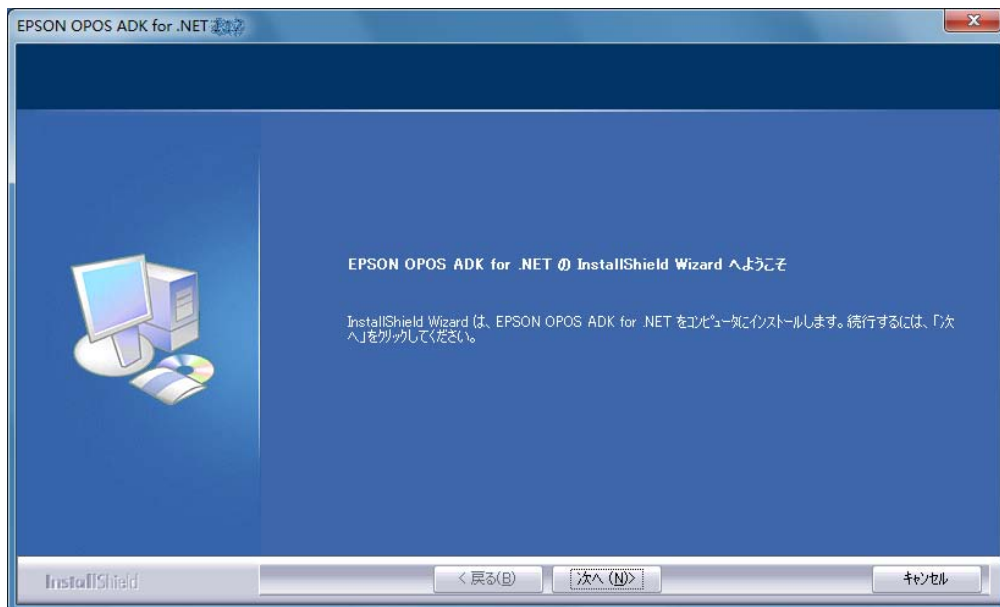 EPSON OPOS ADK for .NET
EPSON OPOS ADK for .NET の InstallShield Wizard へようこそ
InstallShield Wizard は、EPSON OPOS ADK for .NET をｺﾝﾋﾟｭｰﾀにｲﾝｽﾄｰﾙします。続行するには、「次
へ」をｸﾘｯｸしてください。
InstallShield
< 戻る(B)
次へ (N)>
ｷｬﾝｾﾙ